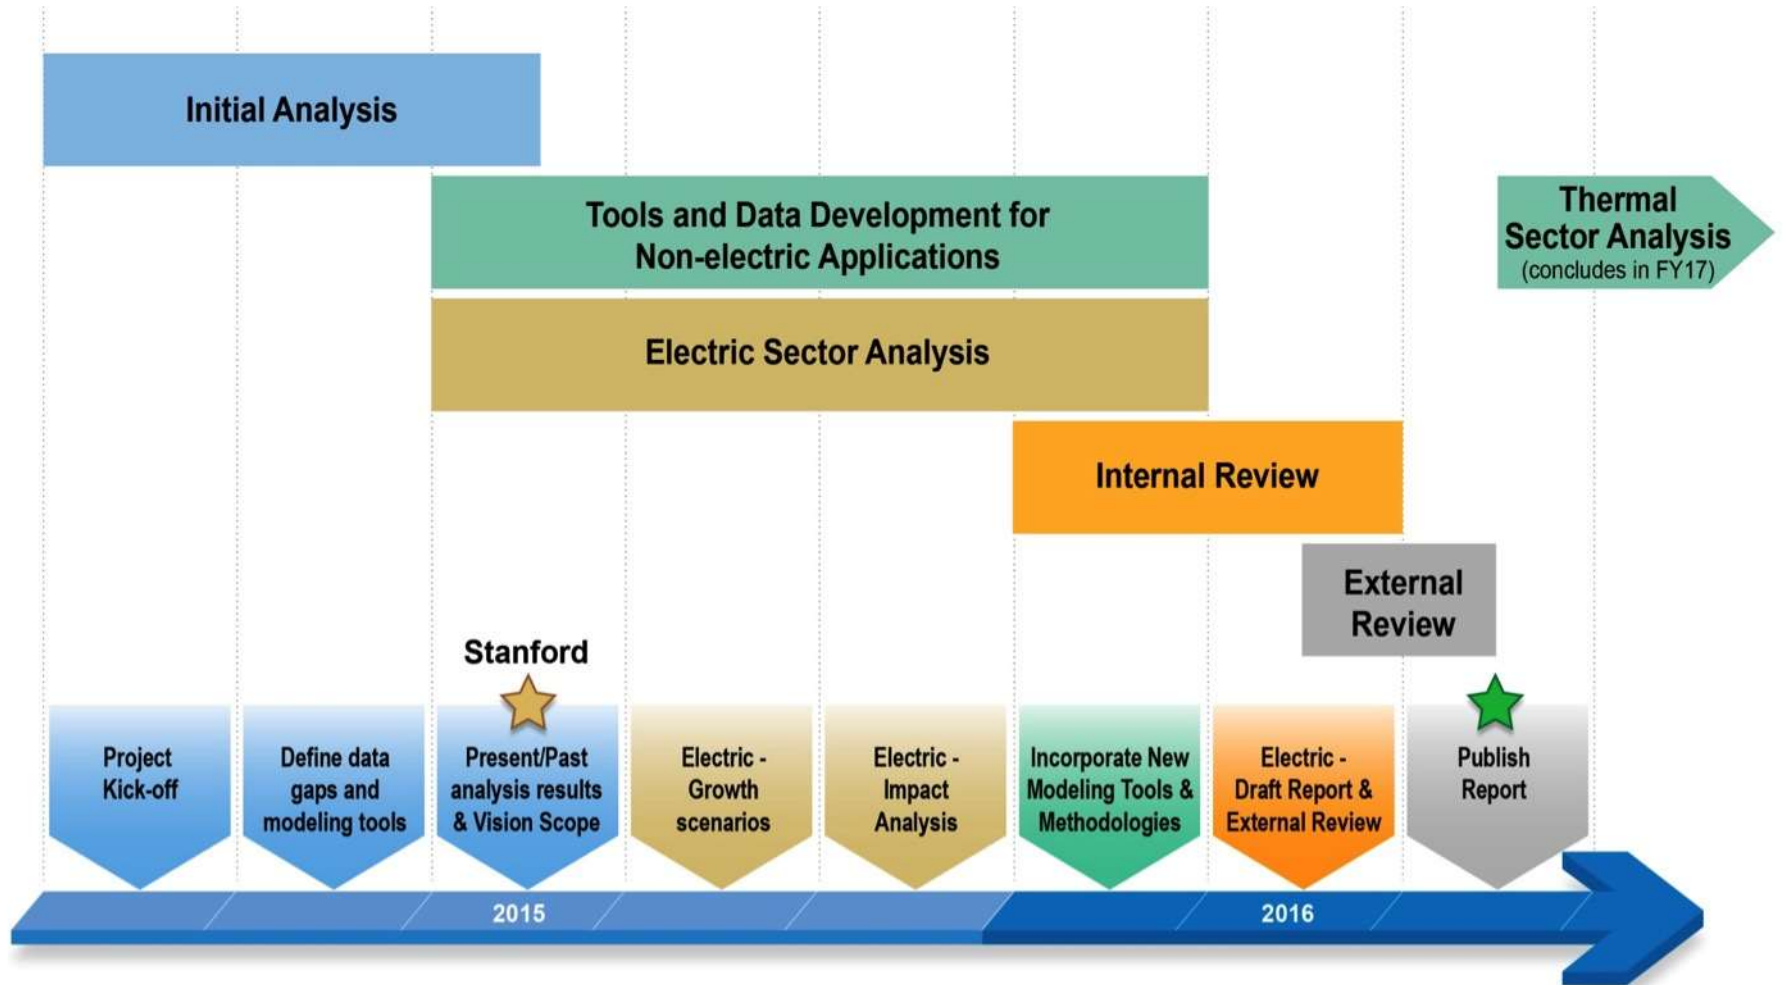 Initial Analysis
Tools and Data Development for
Non-electric Applications
Thermal
Sector Analysis
(concludes in FY17)
Electric Sector Analysis
Internal Review
External
Review
Stanford
Project
Kick-off
Define data
gaps and
modeling tools
Present/Past
analysis results
& Vision Scope
Electric -
Growth
scenarios
Electric -
Impact
Analysis
Incorporate New
Modeling Tools &
Methodologies
Electric -
Draft Report &
External Review
Publish
Report
2015
2016